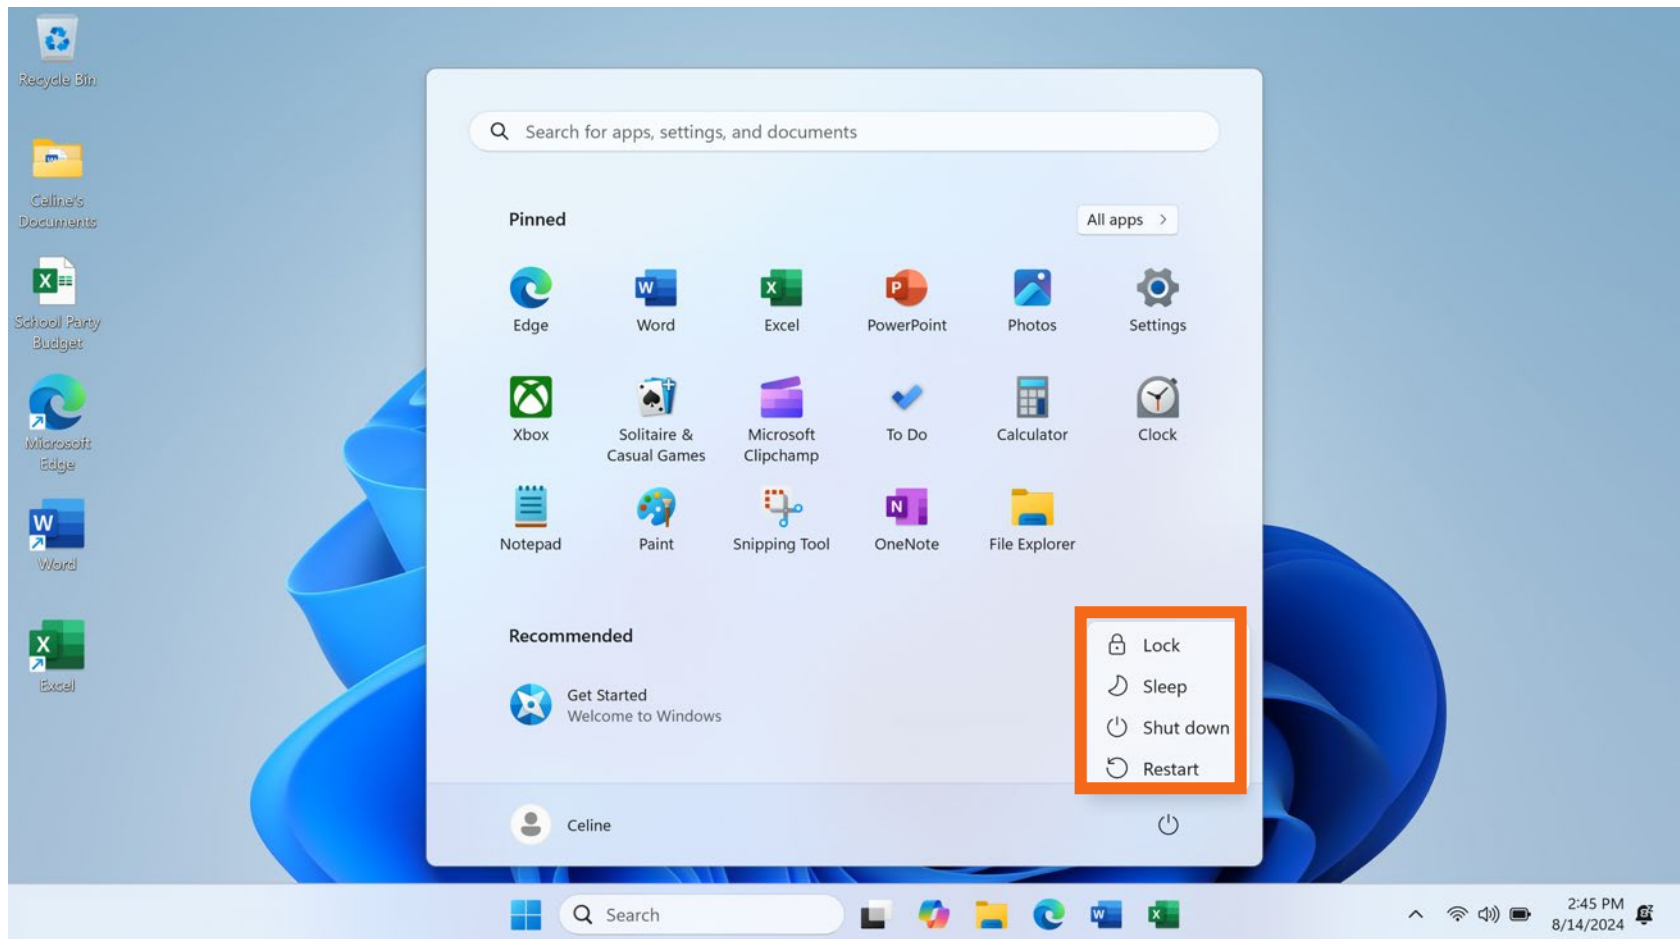 Recycle Bin
Celine's
Documents
School Party
Budget
Microsoft
Edge
Word
Excel
Search for apps, settings, and documents
Pinned
All apps
Edge
Word
Excel
PowerPoint
Photos
Settings
Xbox
Solitaire &
Casual Games
Microsoft
Clipchamp
To Do
Calculator
Clock
Notepad
Paint
Snipping Tool
OneNote
File Explorer
Recommended
Get Started
Welcome to Windows
Lock
Sleep
Shut down
Restart
Celine
Search
2:45 PM
8/14/2024